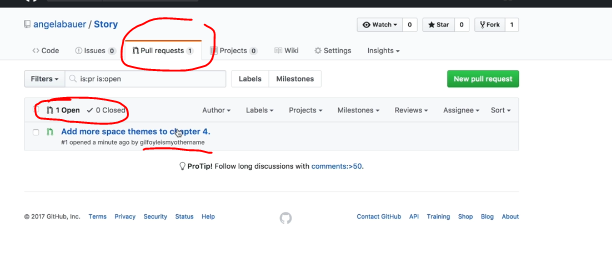 angelabauer / Story
Watch 0 Star 0 Fork 1
Code Issues 0 Pull requests 1 Projects 0 Wiki Settings Insights
Filters is:pr is:open Labels Milestones New pull request
1 Open 0 Closed Author Labels Projects Milestones Reviews Assignee Sort
Add more space themes to chapter 4.
#1 opened a minute ago by gilfoyleismyothername
ProTip! Follow long discussions with comments:>50.
© 2017 GitHub, Inc. Terms Privacy Security Status Help Contact GitHub API Training Shop Blog About